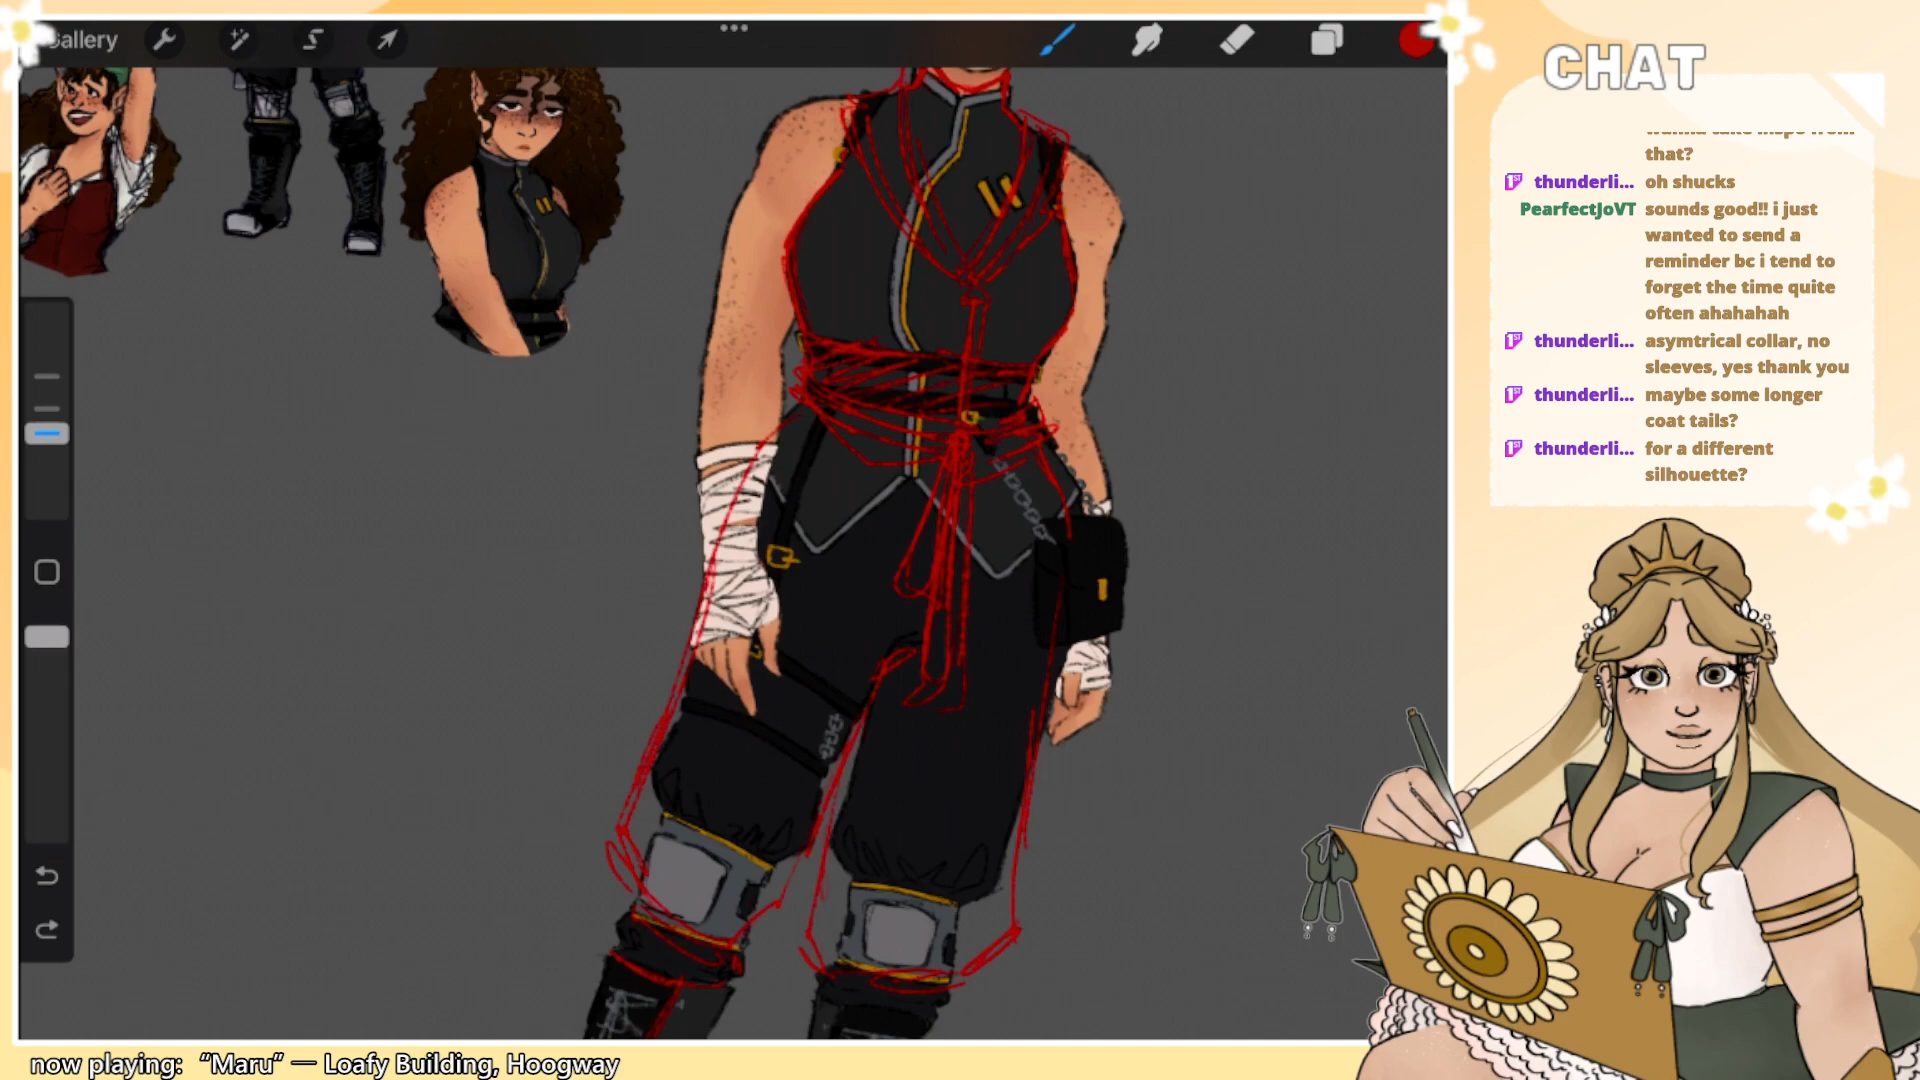 Gallery
CHAT
that?
thunderli... oh shucks
PearfectJoVT sounds good!! i just
wanted to send a
reminder bc i tend to
forget the time quite
often ahahahah
thunderli... asymtrical collar, no
sleeves, yes thank you
thunderli... maybe some longer
coat tails?
thunderli... for a different
silhouette?
now playing: “Maru” — Loafy Building, Hoogway